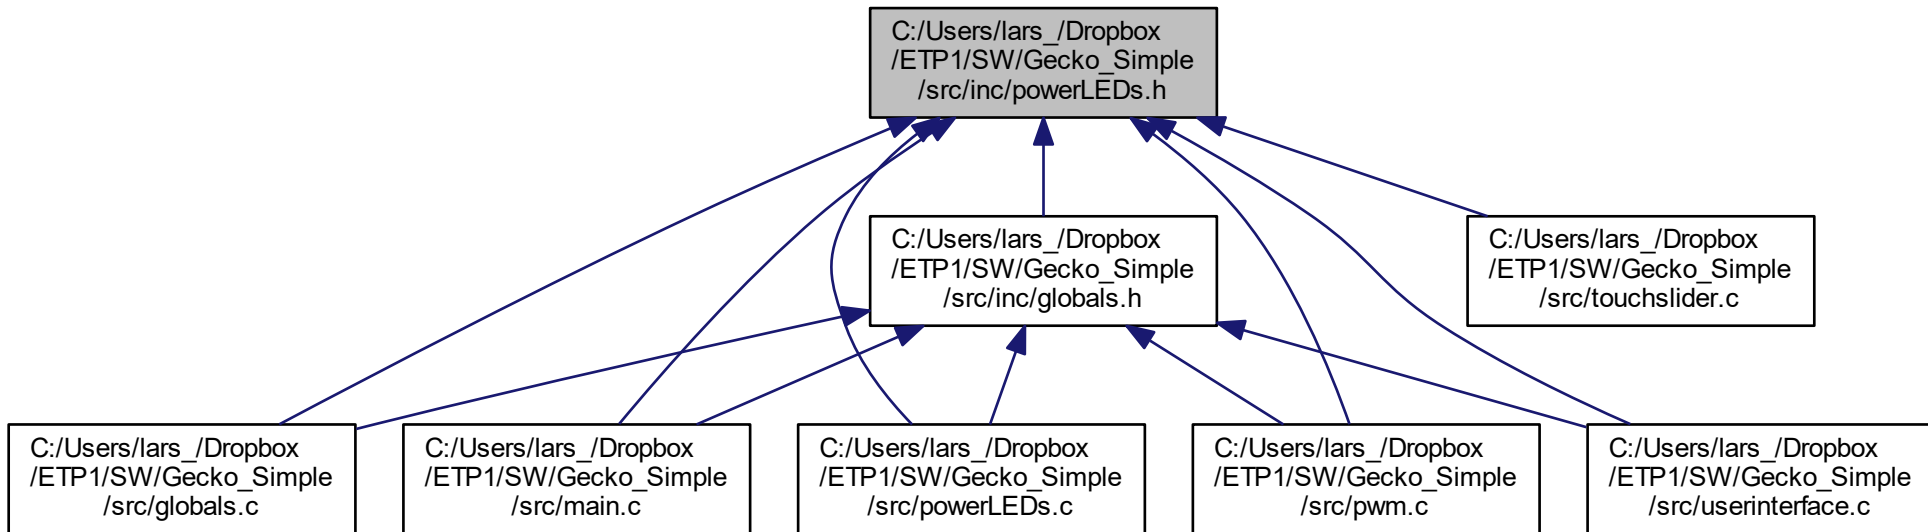 C:/Users/lars_/Dropbox
/ETP1/SW/Gecko_Simple
/src/inc/powerLEDs.h
C:/Users/lars_/Dropbox
/ETP1/SW/Gecko_Simple
/src/inc/globals.h
C:/Users/lars_/Dropbox
/ETP1/SW/Gecko_Simple
/src/touchslider.c
C:/Users/lars_/Dropbox
/ETP1/SW/Gecko_Simple
/src/globals.c
C:/Users/lars_/Dropbox
/ETP1/SW/Gecko_Simple
/src/main.c
C:/Users/lars_/Dropbox
/ETP1/SW/Gecko_Simple
/src/powerLEDs.c
C:/Users/lars_/Dropbox
/ETP1/SW/Gecko_Simple
/src/pwm.c
C:/Users/lars_/Dropbox
/ETP1/SW/Gecko_Simple
/src/userinterface.c